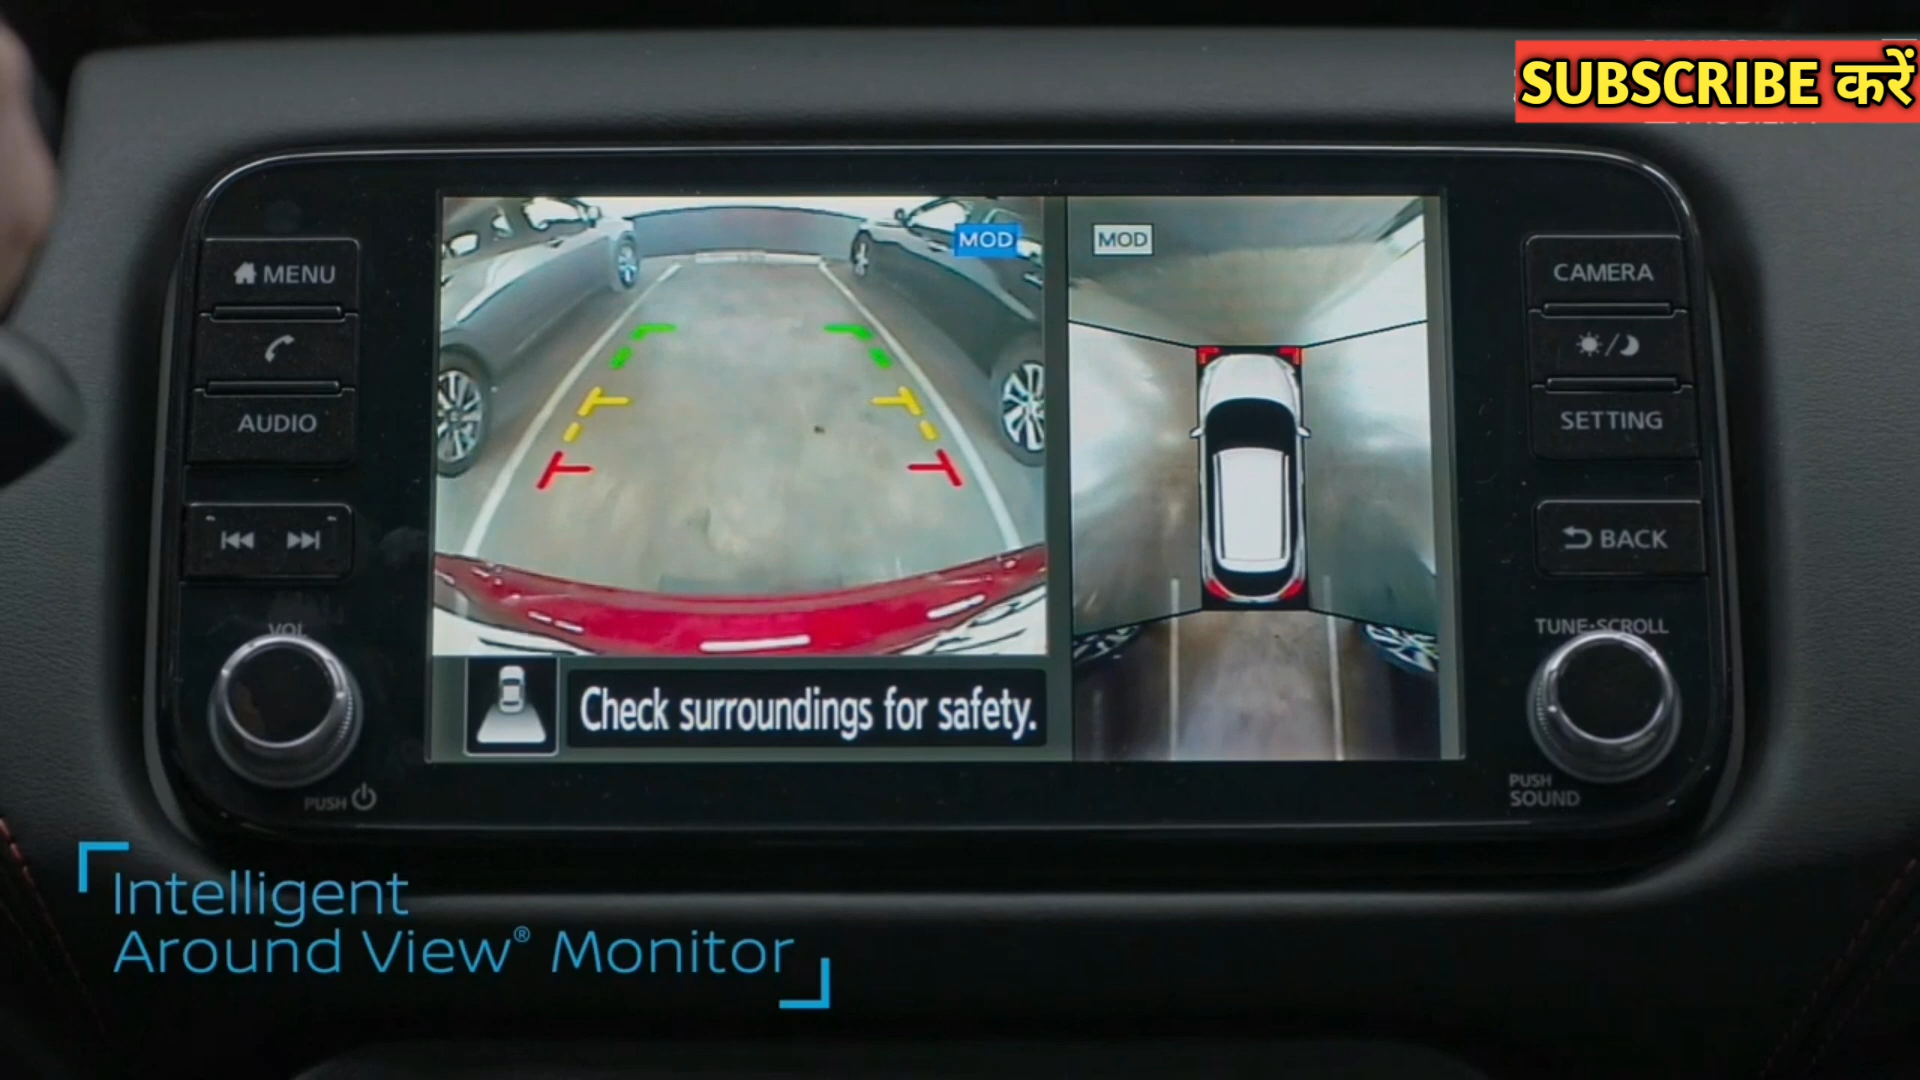 SUBSCRIBE करें
MENU
AUDIO
VOL
PUSH
MOD
MOD
Check surroundings for safety.
CAMERA
SETTING
BACK
TUNE·SCROLL
PUSH
SOUND
Intelligent
Around View® Monitor